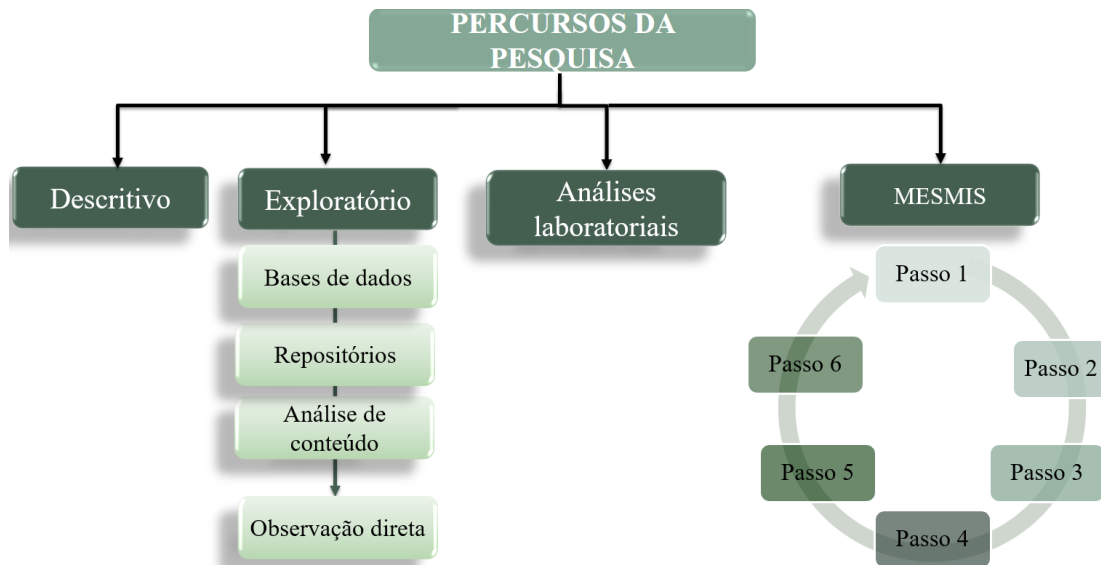 PERCURSOS DA
PESQUISA
Descritivo
Exploratório
Bases de dados
Repositórios
Análise de
conteúdo
Observação direta
Análises
laboratoriais
MESMIS
Passo 1
Passo 2
Passo 3
Passo 4
Passo 5
Passo 6